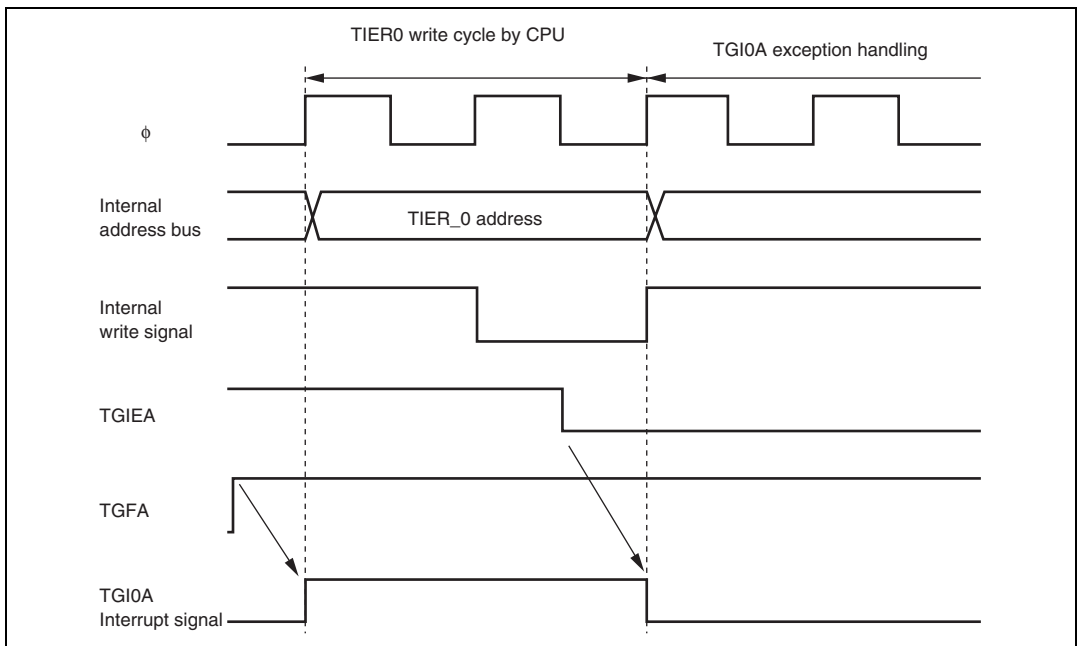 TIER0 write cycle by CPU
TGI0A exception handling
ϕ
Internal
address bus
TIER_0 address
Internal
write signal
TGIEA
TGFA
TGI0A
Interrupt signal